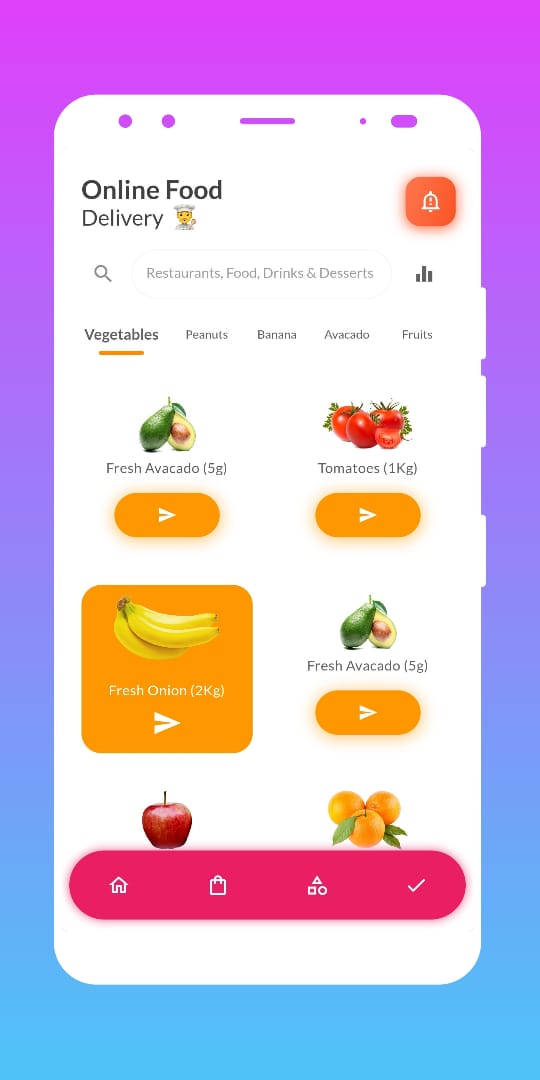 Online Food
Delivery 👨‍🍳
Restaurants, Food, Drinks & Desserts
Vegetables Peanuts Banana Avacado Fruits
Fresh Avacado (5g) Tomatoes (1Kg)
Fresh Onion (2Kg)
Fresh Avacado (5g)